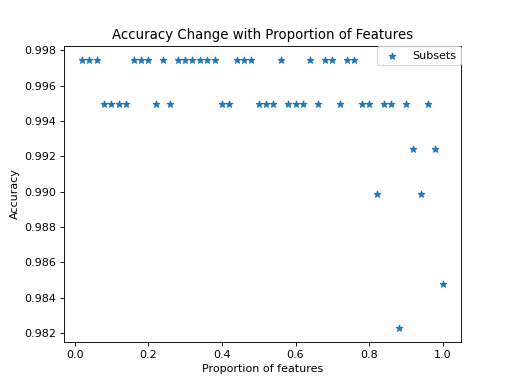 Accuracy Change with Proportion of Features
Subsets
Accuracy
0.998
0.996
0.994
0.992
0.990
0.988
0.986
0.984
0.982
0.0 0.2 0.4 0.6 0.8 1.0
Proportion of features